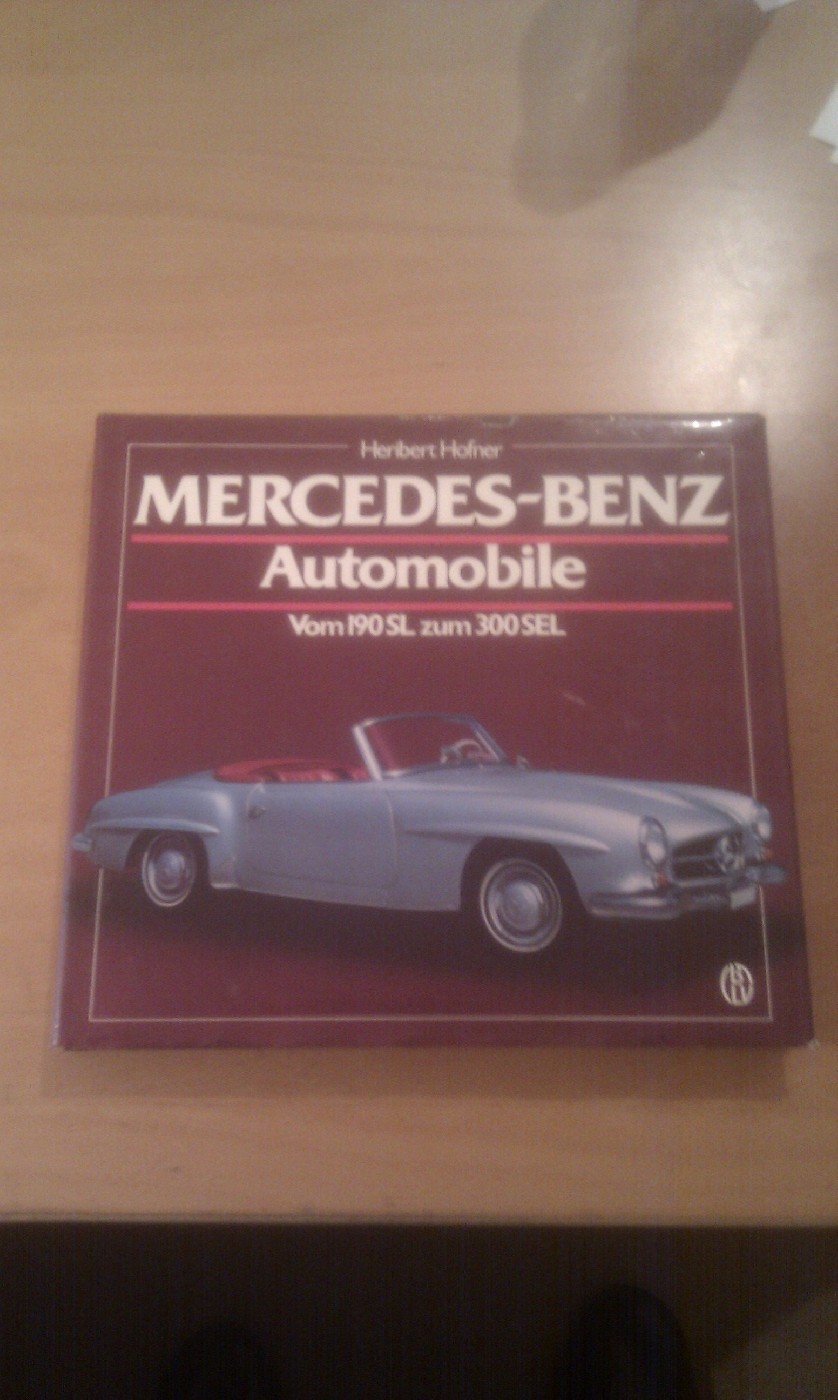 Heribert Hofner
MERCEDES-BENZ
Automobile
Vom 190 SL zum 300 SEL